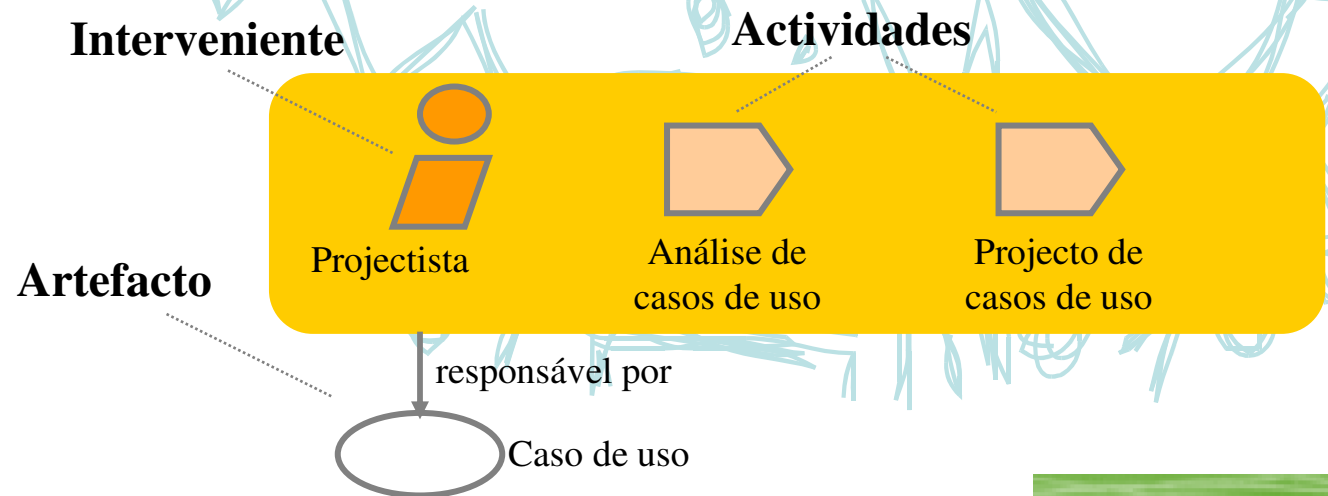 Interveniente
Actividades
Projectista
Análise de
casos de uso
Projecto de
casos de uso
Artefacto
responsável por
Caso de uso